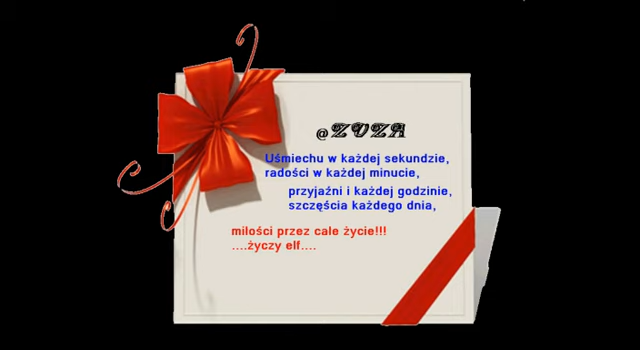 @ZUZA
Uśmiechu w każdej sekundzie,
radości w każdej minucie,
przyjaźni i każdej godzinie,
szczęścia każdego dnia,
miłości przez całe życie!!!
....życzy elf....